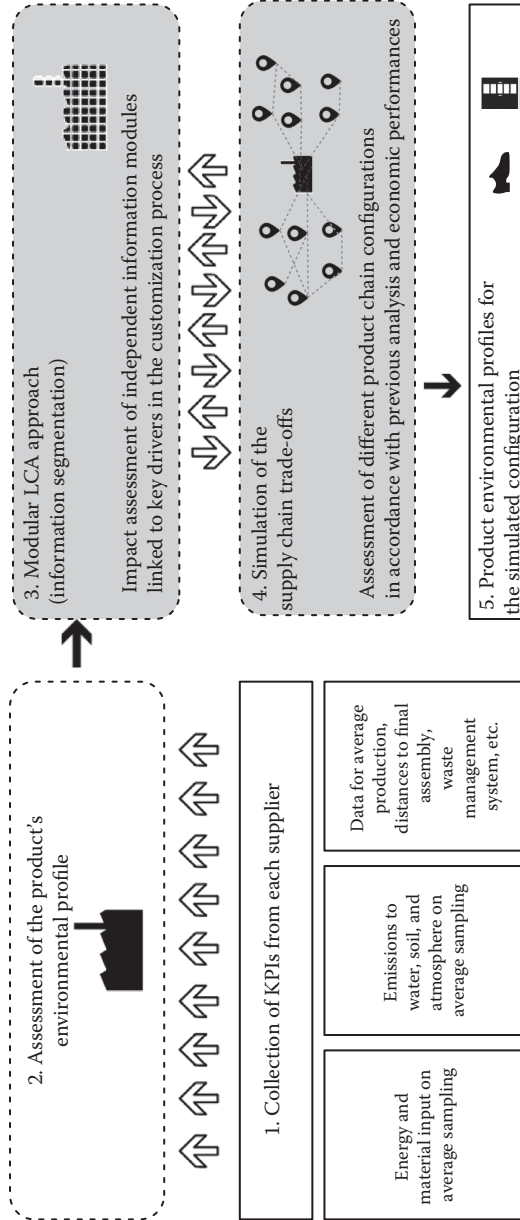 2. Assessment of the product’s
environmental profile
1. Collection of KPIs from each supplier
Energy and
material input on
average sampling
Emissions to
water, soil, and
atmosphere on
average sampling
Data for average
production,
distances to final
assembly,
waste
management
system, etc.
3. Modular LCA approach
(information segmentation)
Impact assessment of independent information modules
linked to key drivers in the customization process
4. Simulation of the
supply chain trade-offs
Assessment of different product chain configurations
in accordance with previous analysis and economic performances
5. Product environmental profiles for
the simulated configuration